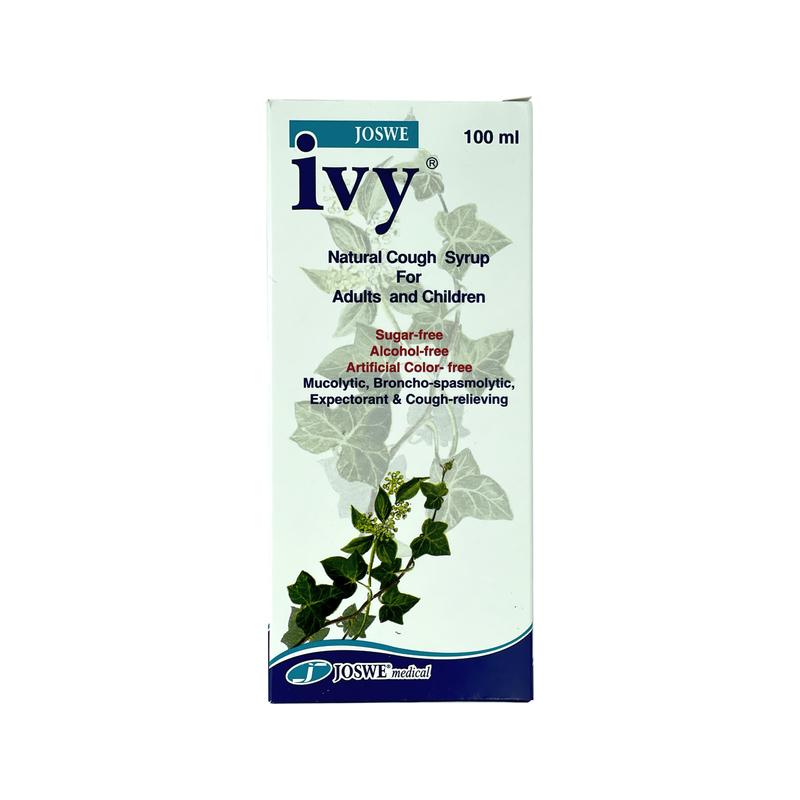 JOSWE
100 ml
ivy®
Natural Cough Syrup
For
Adults and Children
Sugar-free
Alcohol-free
Artificial Color- free
Mucolytic, Broncho-spasmolytic,
Expectorant & Cough-relieving
JOSWE® medical